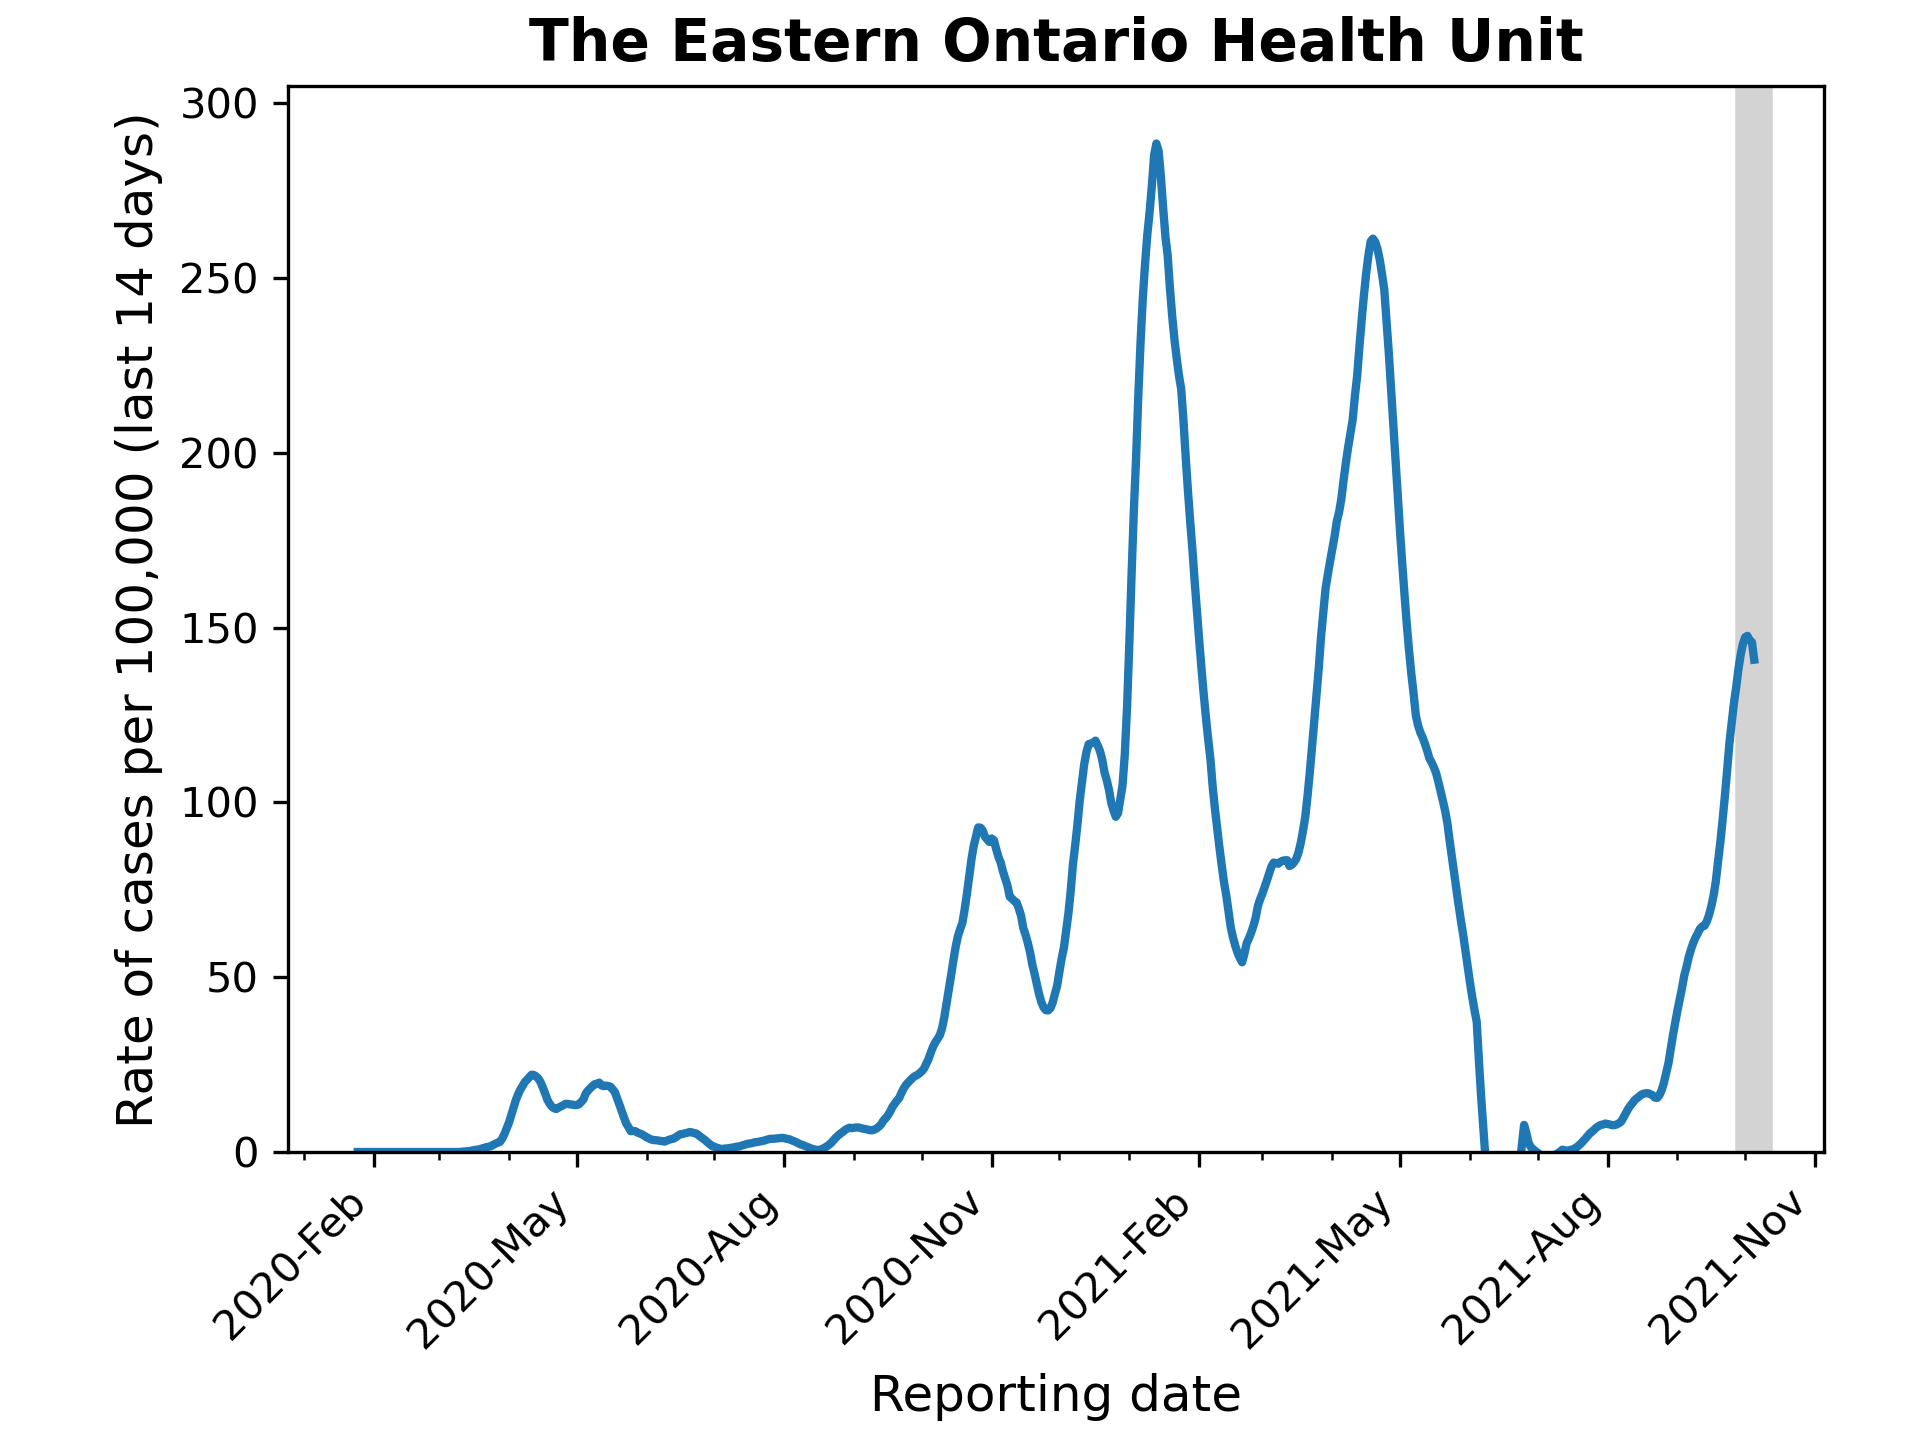 The Eastern Ontario Health Unit
Rate of cases per 100,000 (last 14 days)
300
250
200
150
100
50
0
2020-Feb
2020-May
2020-Aug
2020-Nov
2021-Feb
2021-May
2021-Aug
2021-Nov
Reporting date